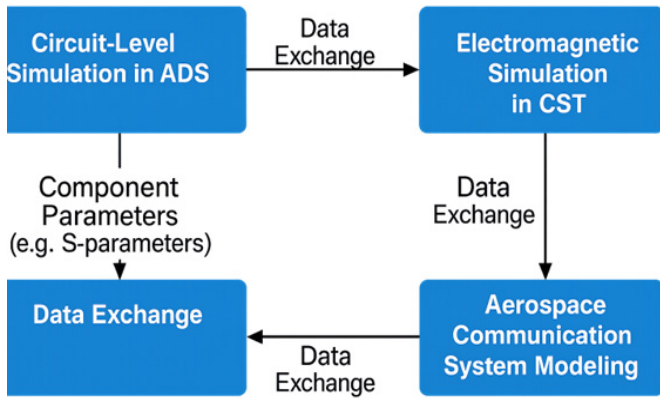 Circuit-Level
Simulation in ADS
Data
Exchange
Electromagnetic
Simulation
in CST
Component
Parameters
(e.g. S-parameters)
Data
Exchange
Data Exchange
Data
Exchange
Aerospace
Communication
System Modeling